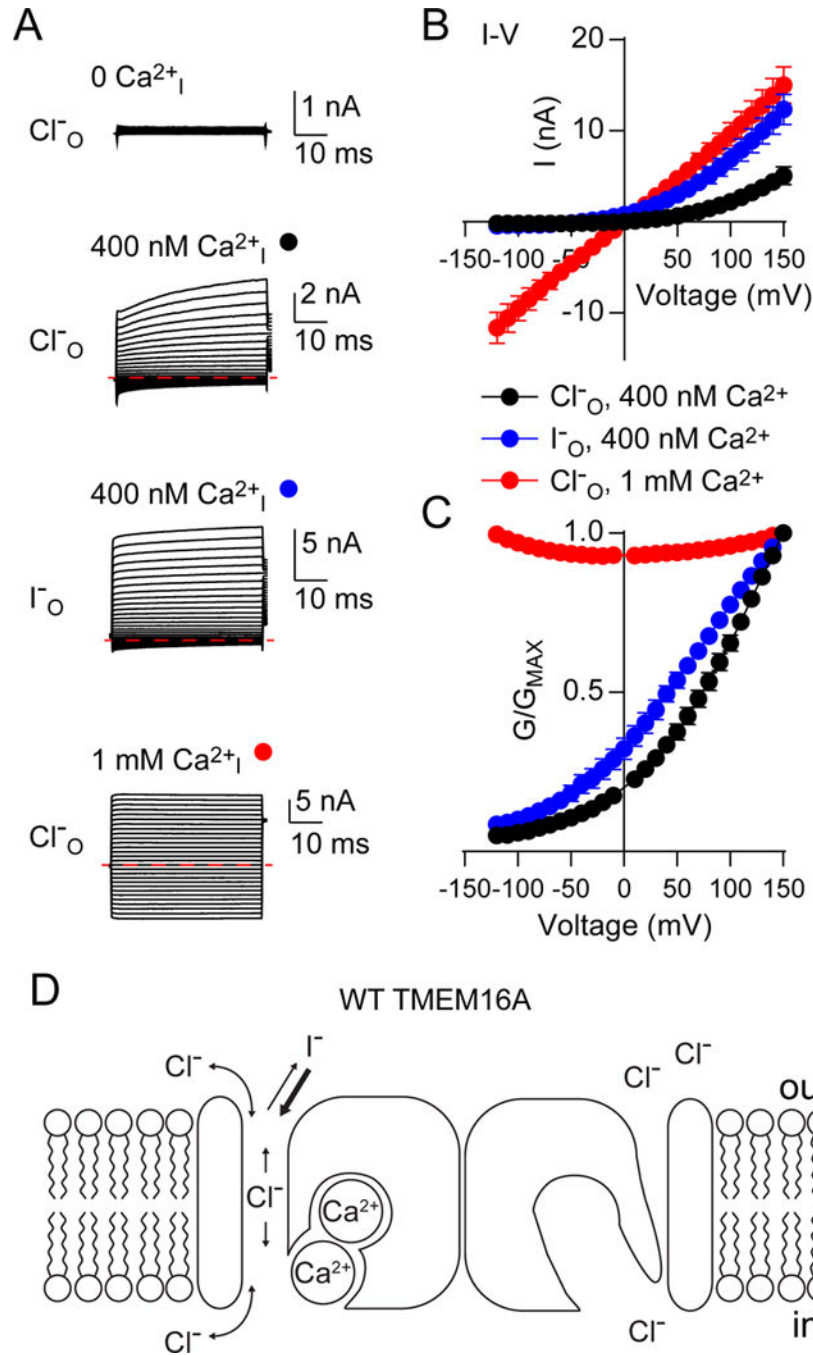 A
0 Ca²⁺I
Cl⁻O
1 nA
10 ms
400 nM Ca²⁺I
Cl⁻O
2 nA
10 ms
400 nM Ca²⁺I
I⁻O
5 nA
10 ms
1 mM Ca²⁺I
Cl⁻O
5 nA
10 ms
B
I-V
20
I (nA)
10
-150 -100 -50 0 50 100 150
Voltage (mV)
-10
Cl⁻O, 400 nM Ca²⁺
I⁻O, 400 nM Ca²⁺
Cl⁻O, 1 mM Ca²⁺
C
1.0
G/GMAX
0.5
-150 -100 -50 0 50 100 150
Voltage (mV)
D
WT TMEM16A
Cl⁻
I⁻
Cl⁻
Cl⁻
ou
Cl⁻
Ca²⁺
Ca²⁺
Cl⁻
Cl⁻
in